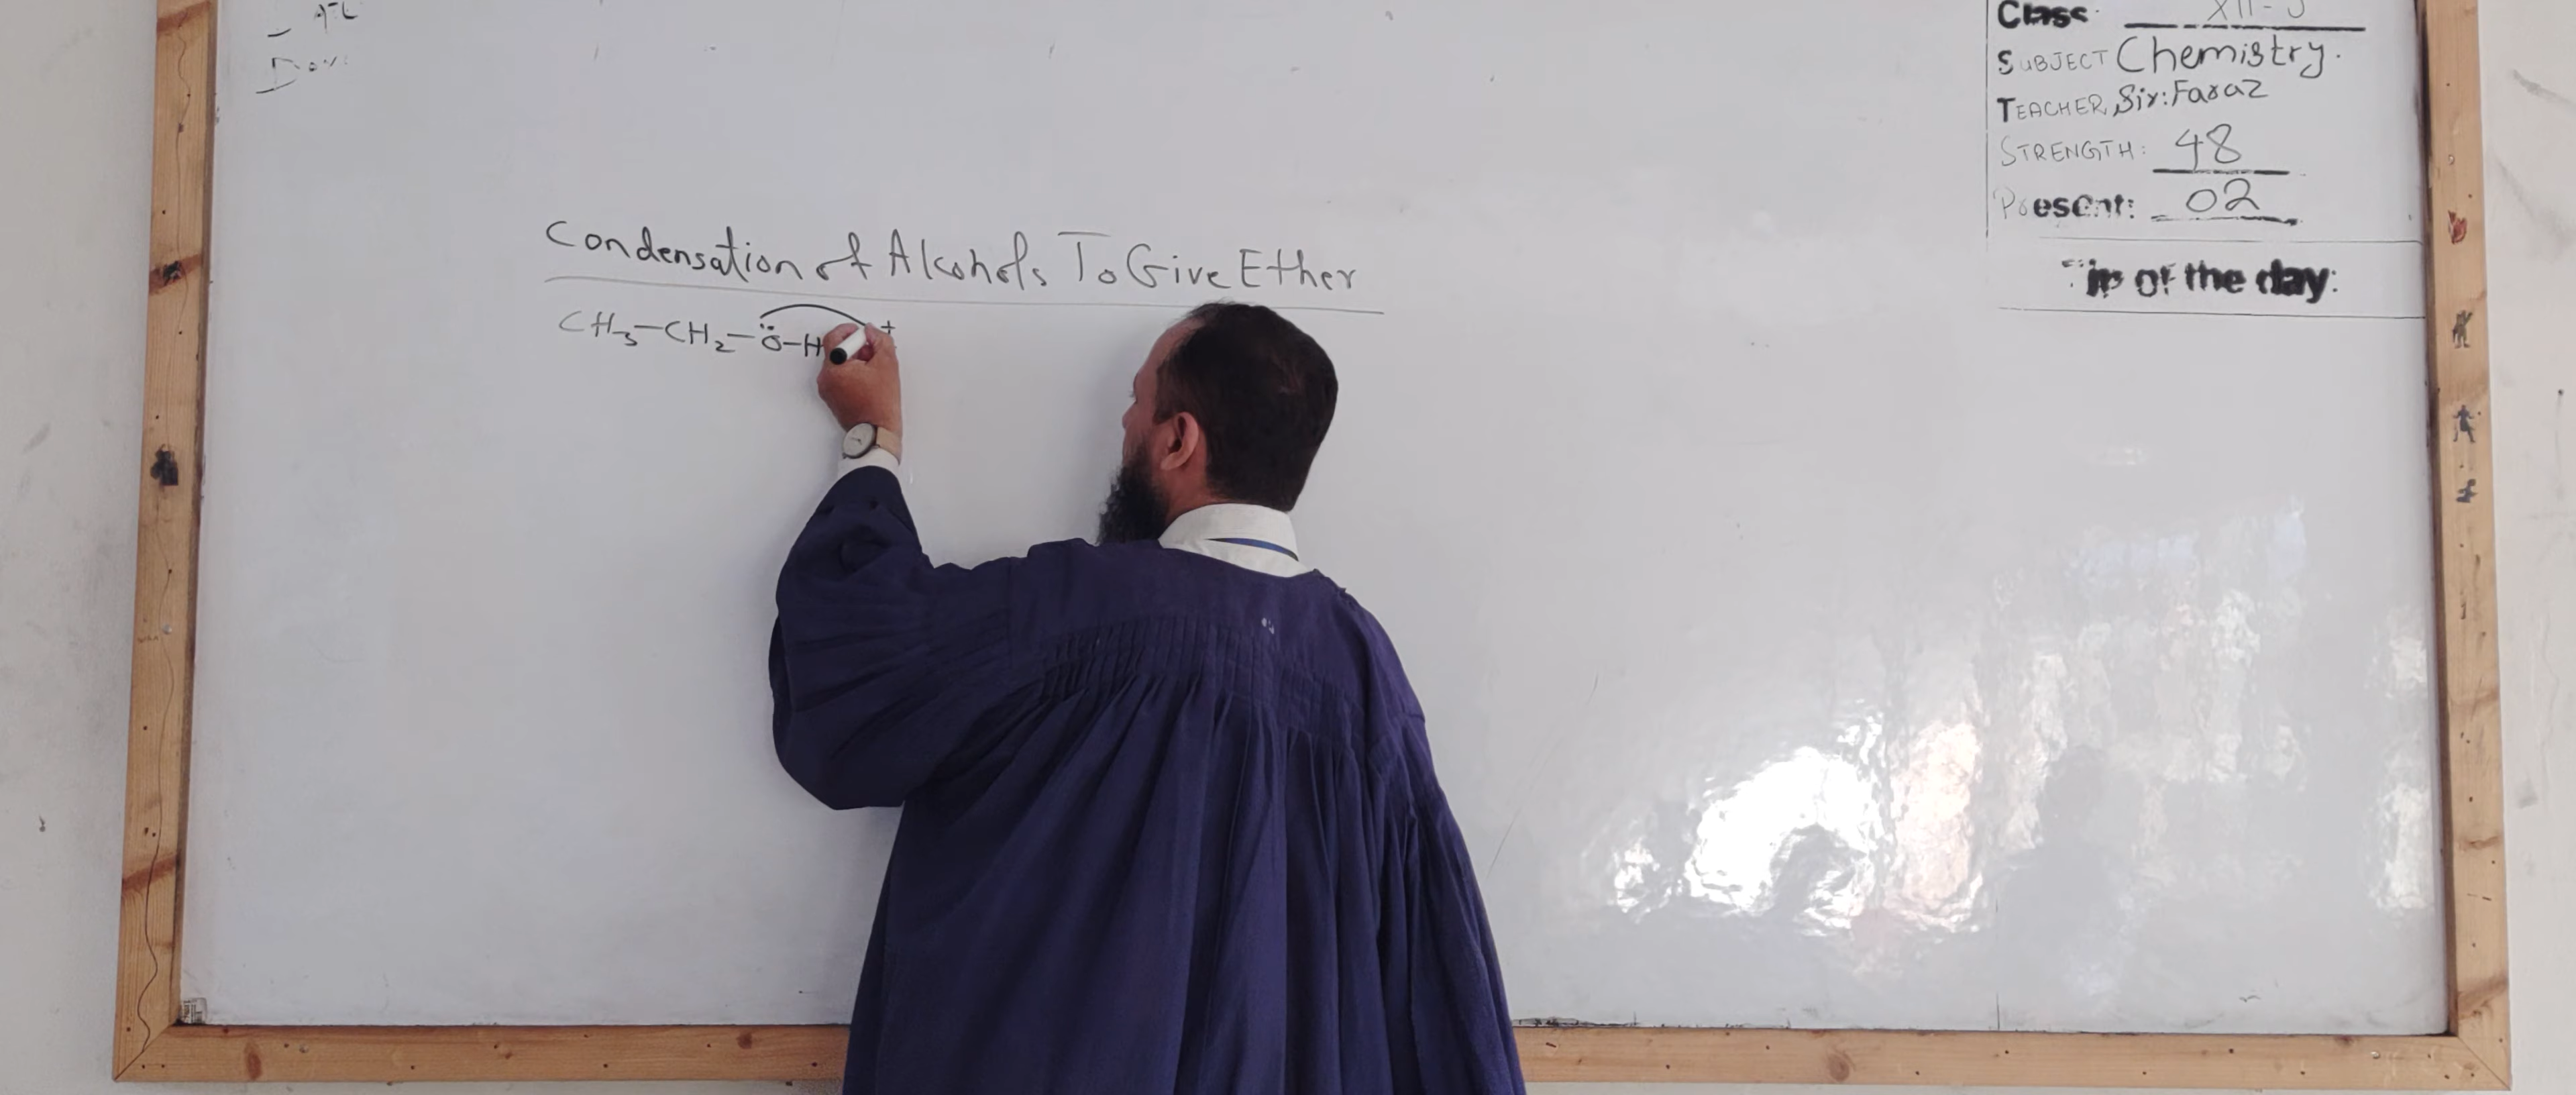 Class XII-J
SUBJECT Chemistry.
TEACHER, Sir:Faraz
STRENGTH: 48
Present: 02
of the day:
Condensation of Alcohols To Give Ether
CH3-CH2-Ö-H +